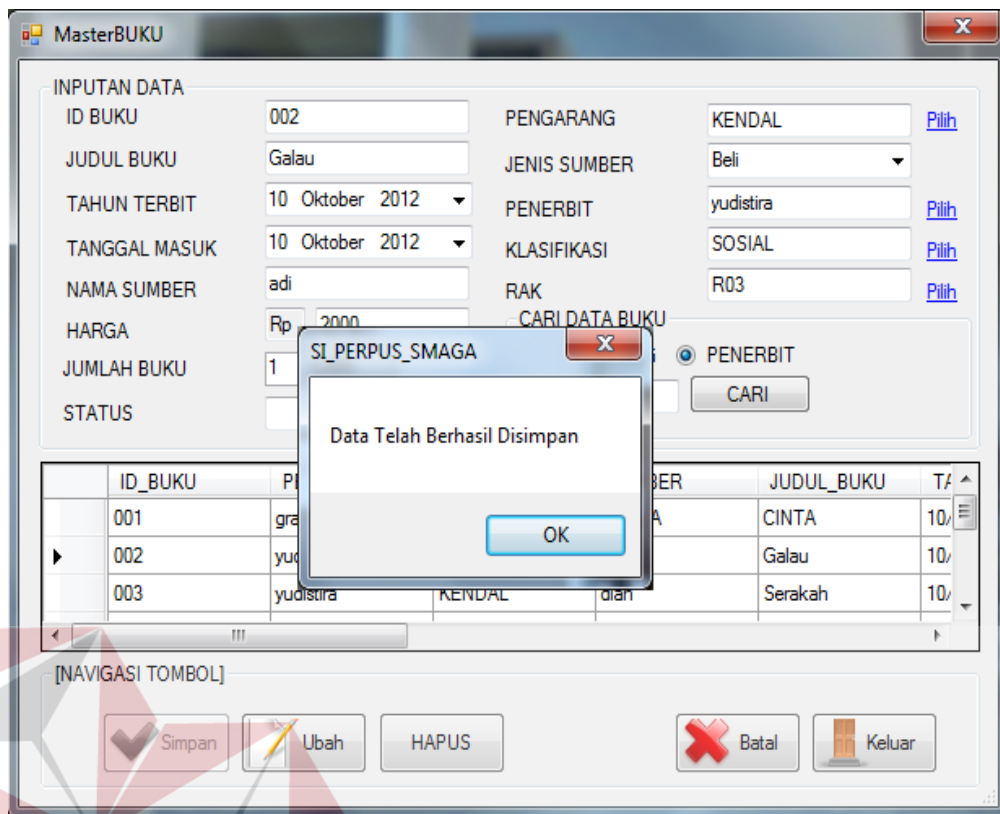 MasterBUKU
INPUTAN DATA
ID BUKU 002
PENGARANG KENDAL Pilih
JUDUL BUKU Galau
JENIS SUMBER Beli
TAHUN TERBIT 10 Oktober 2012
PENERBIT yudistira Pilih
TANGGAL MASUK 10 Oktober 2012
KLASIFIKASI SOSIAL Pilih
NAMA SUMBER adi
RAK R03 Pilih
HARGA Rp 2000
CARI DATA BUKU
JUMLAH BUKU 1
PENERBIT
STATUS
CARI
SI_PERPUS_SMAGA
Data Telah Berhasil Disimpan
OK
ID_BUKU JUDUL_BUKU
001 CINTA
002 Galau
003 yudistira KENDAL dian Serakah
[NAVIGASI TOMBOL]
Simpan Ubah HAPUS Batal Keluar